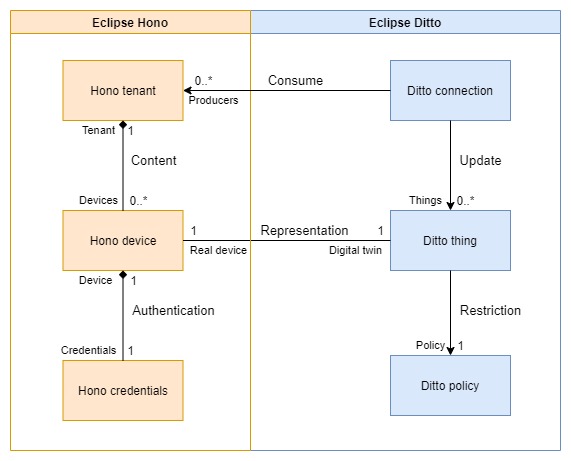 Eclipse Hono
Eclipse Ditto
Hono tenant
0..*
Consume
Producers
Ditto connection
Tenant
1
Content
Update
Devices
0..*
Things
0..*
Hono device
1
Representation
1
Real device
Digital twin
Ditto thing
Device
1
Authentication
Restriction
Credentials
1
Policy
1
Hono credentials
Ditto policy